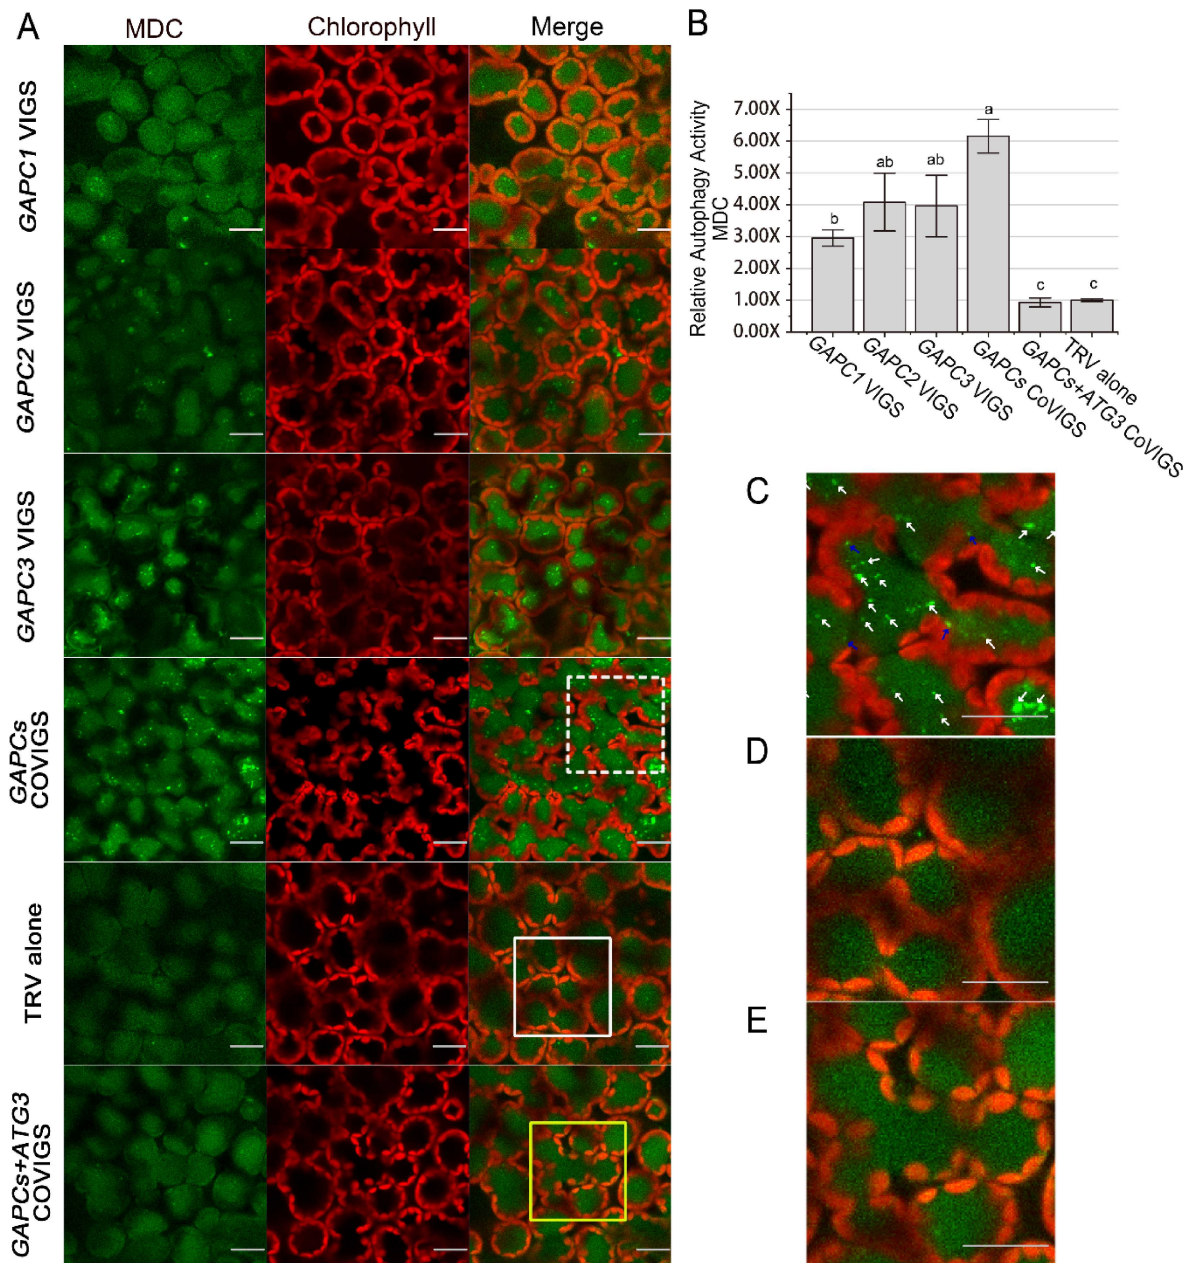 A
MDC
Chlorophyll
Merge
GAPC1 VIGS
GAPC2 VIGS
GAPC3 VIGS
GAPCs
COVIGS
TRV alone
GAPCs+ATG3
COVIGS
B
Relative Autophagy Activity
MDC
7.00X
6.00X
5.00X
4.00X
3.00X
2.00X
1.00X
0.00X
b
ab
ab
a
c
c
GAPC1 VIGS
GAPC2 VIGS
GAPC3 VIGS
GAPCs CoVIGS
GAPCs+ATG3 CoVIGS
TRV alone
C
D
E